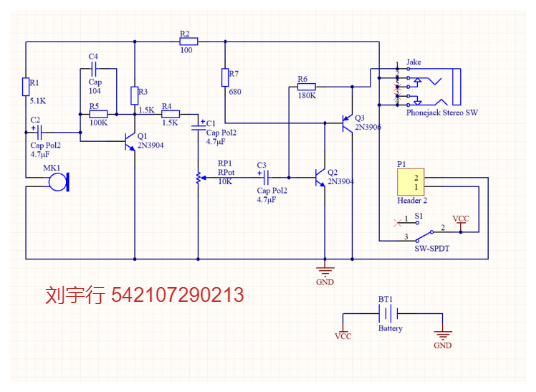 R2
100
C4
Cap
104
Jake
R1
5.1K
R3
R7
680
R6
180K
Phonejack Stereo SW
R5
100K
1.5K
R4
1.5K
C1
Cap Pol2
4.7μF
Q3
2N3906
C2
Cap Pol2
4.7μF
Q1
2N3904
MK1
RP1
RPot
10K
C3
Cap Pol2
4.7μF
Q2
2N3904
P1
2
1
Header 2
S1
1
2
3
VCC
SW-SPDT
GND
刘宇行 542107290213
BT1
Battery
VCC
GND